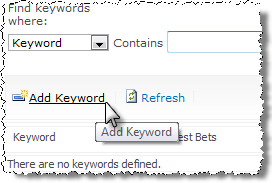 Find keywords
where:
Keyword Contains
Add Keyword Refresh
Add Keyword
Keyword est Bets
There are no keywords defined.